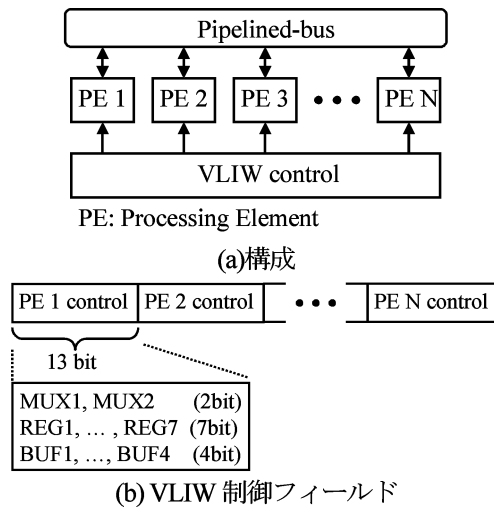 Pipelined-bus
PE 1 PE 2 PE 3 ••• PE N
VLIW control
PE: Processing Element
(a)構成
PE 1 control PE 2 control ••• PE N control
13 bit
MUX1, MUX2 (2bit)
REG1, … , REG7 (7bit)
BUF1, …, BUF4 (4bit)
(b) VLIW 制御フィールド